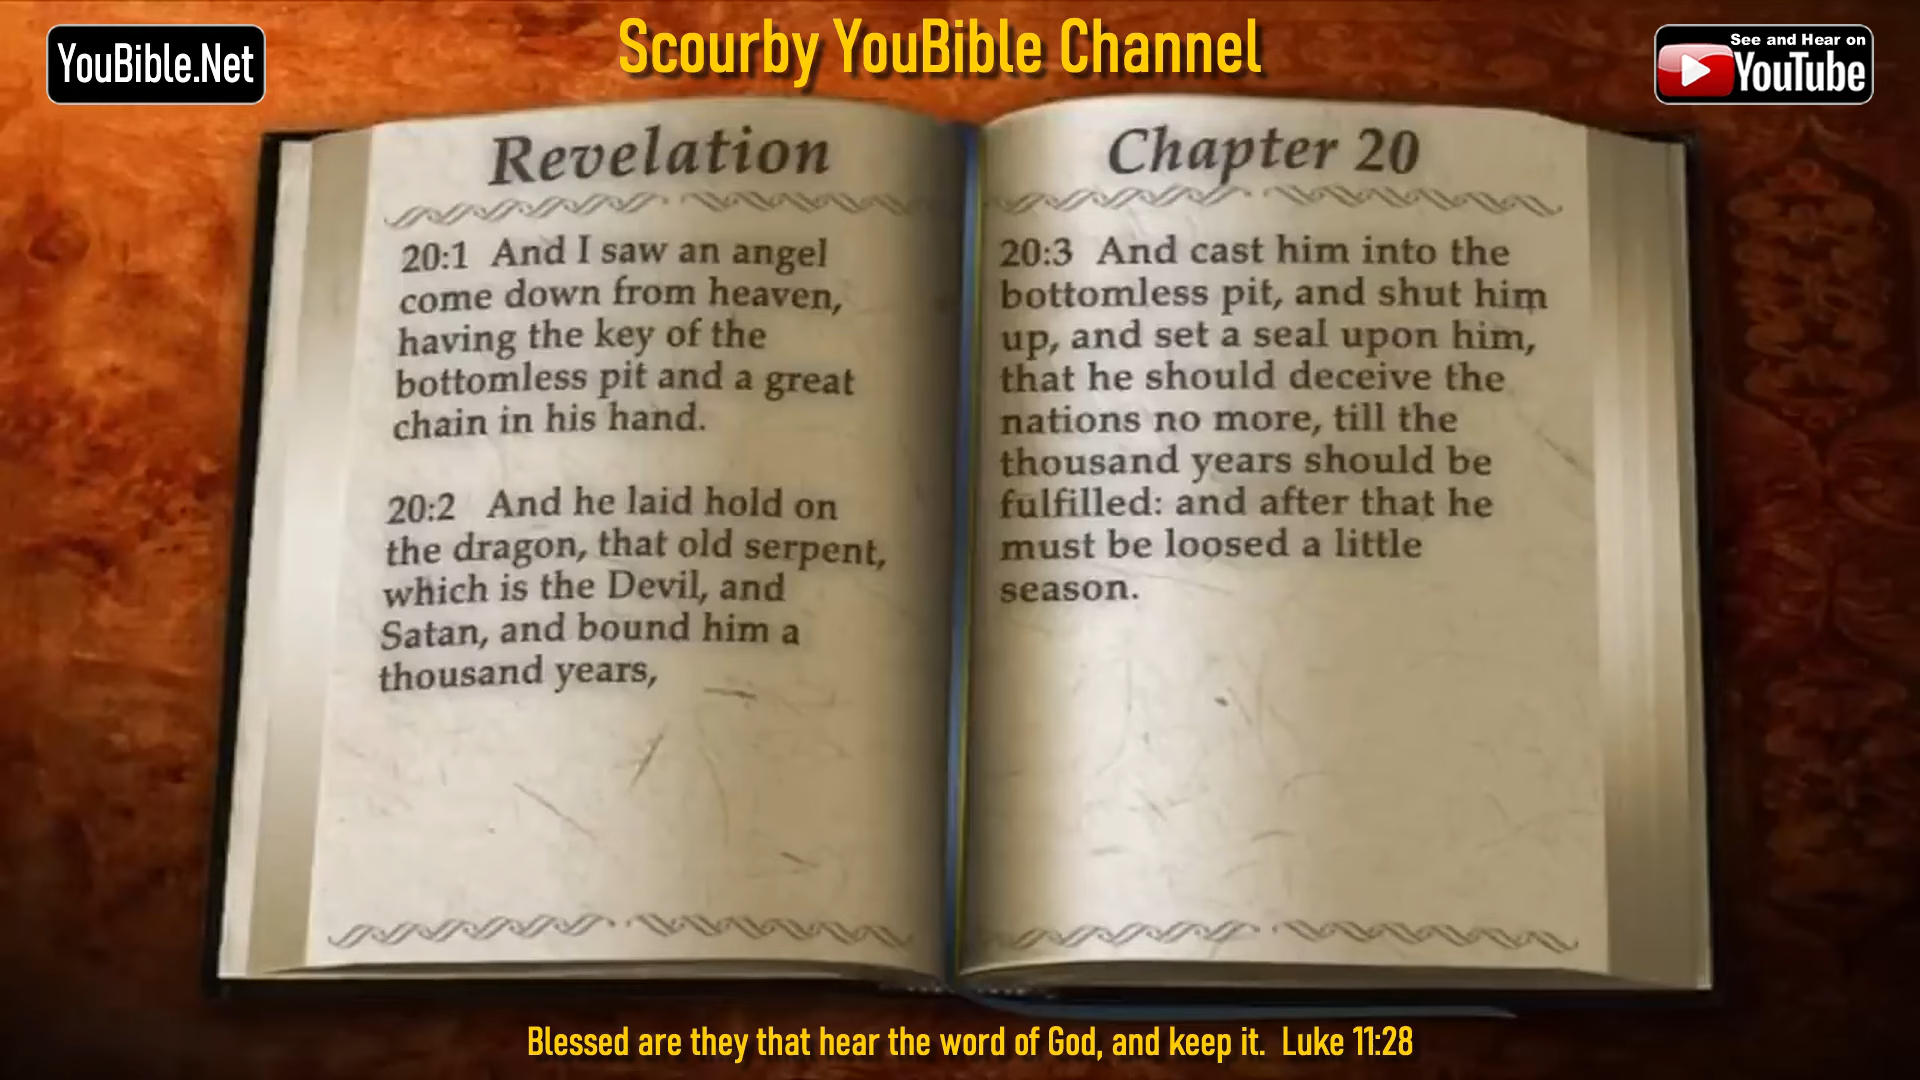 YouBible.Net
Scourby YouBible Channel
See and Hear on
YouTube
Revelation
20:1 And I saw an angel
come down from heaven,
having the key of the
bottomless pit and a great
chain in his hand.
20:2 And he laid hold on
the dragon, that old serpent,
which is the Devil, and
Satan, and bound him a
thousand years,
Chapter 20
20:3 And cast him into the
bottomless pit, and shut him
up, and set a seal upon him,
that he should deceive the
nations no more, till the
thousand years should be
fulfilled: and after that he
must be loosed a little
season.
Blessed are they that hear the word of God, and keep it. Luke 11:28